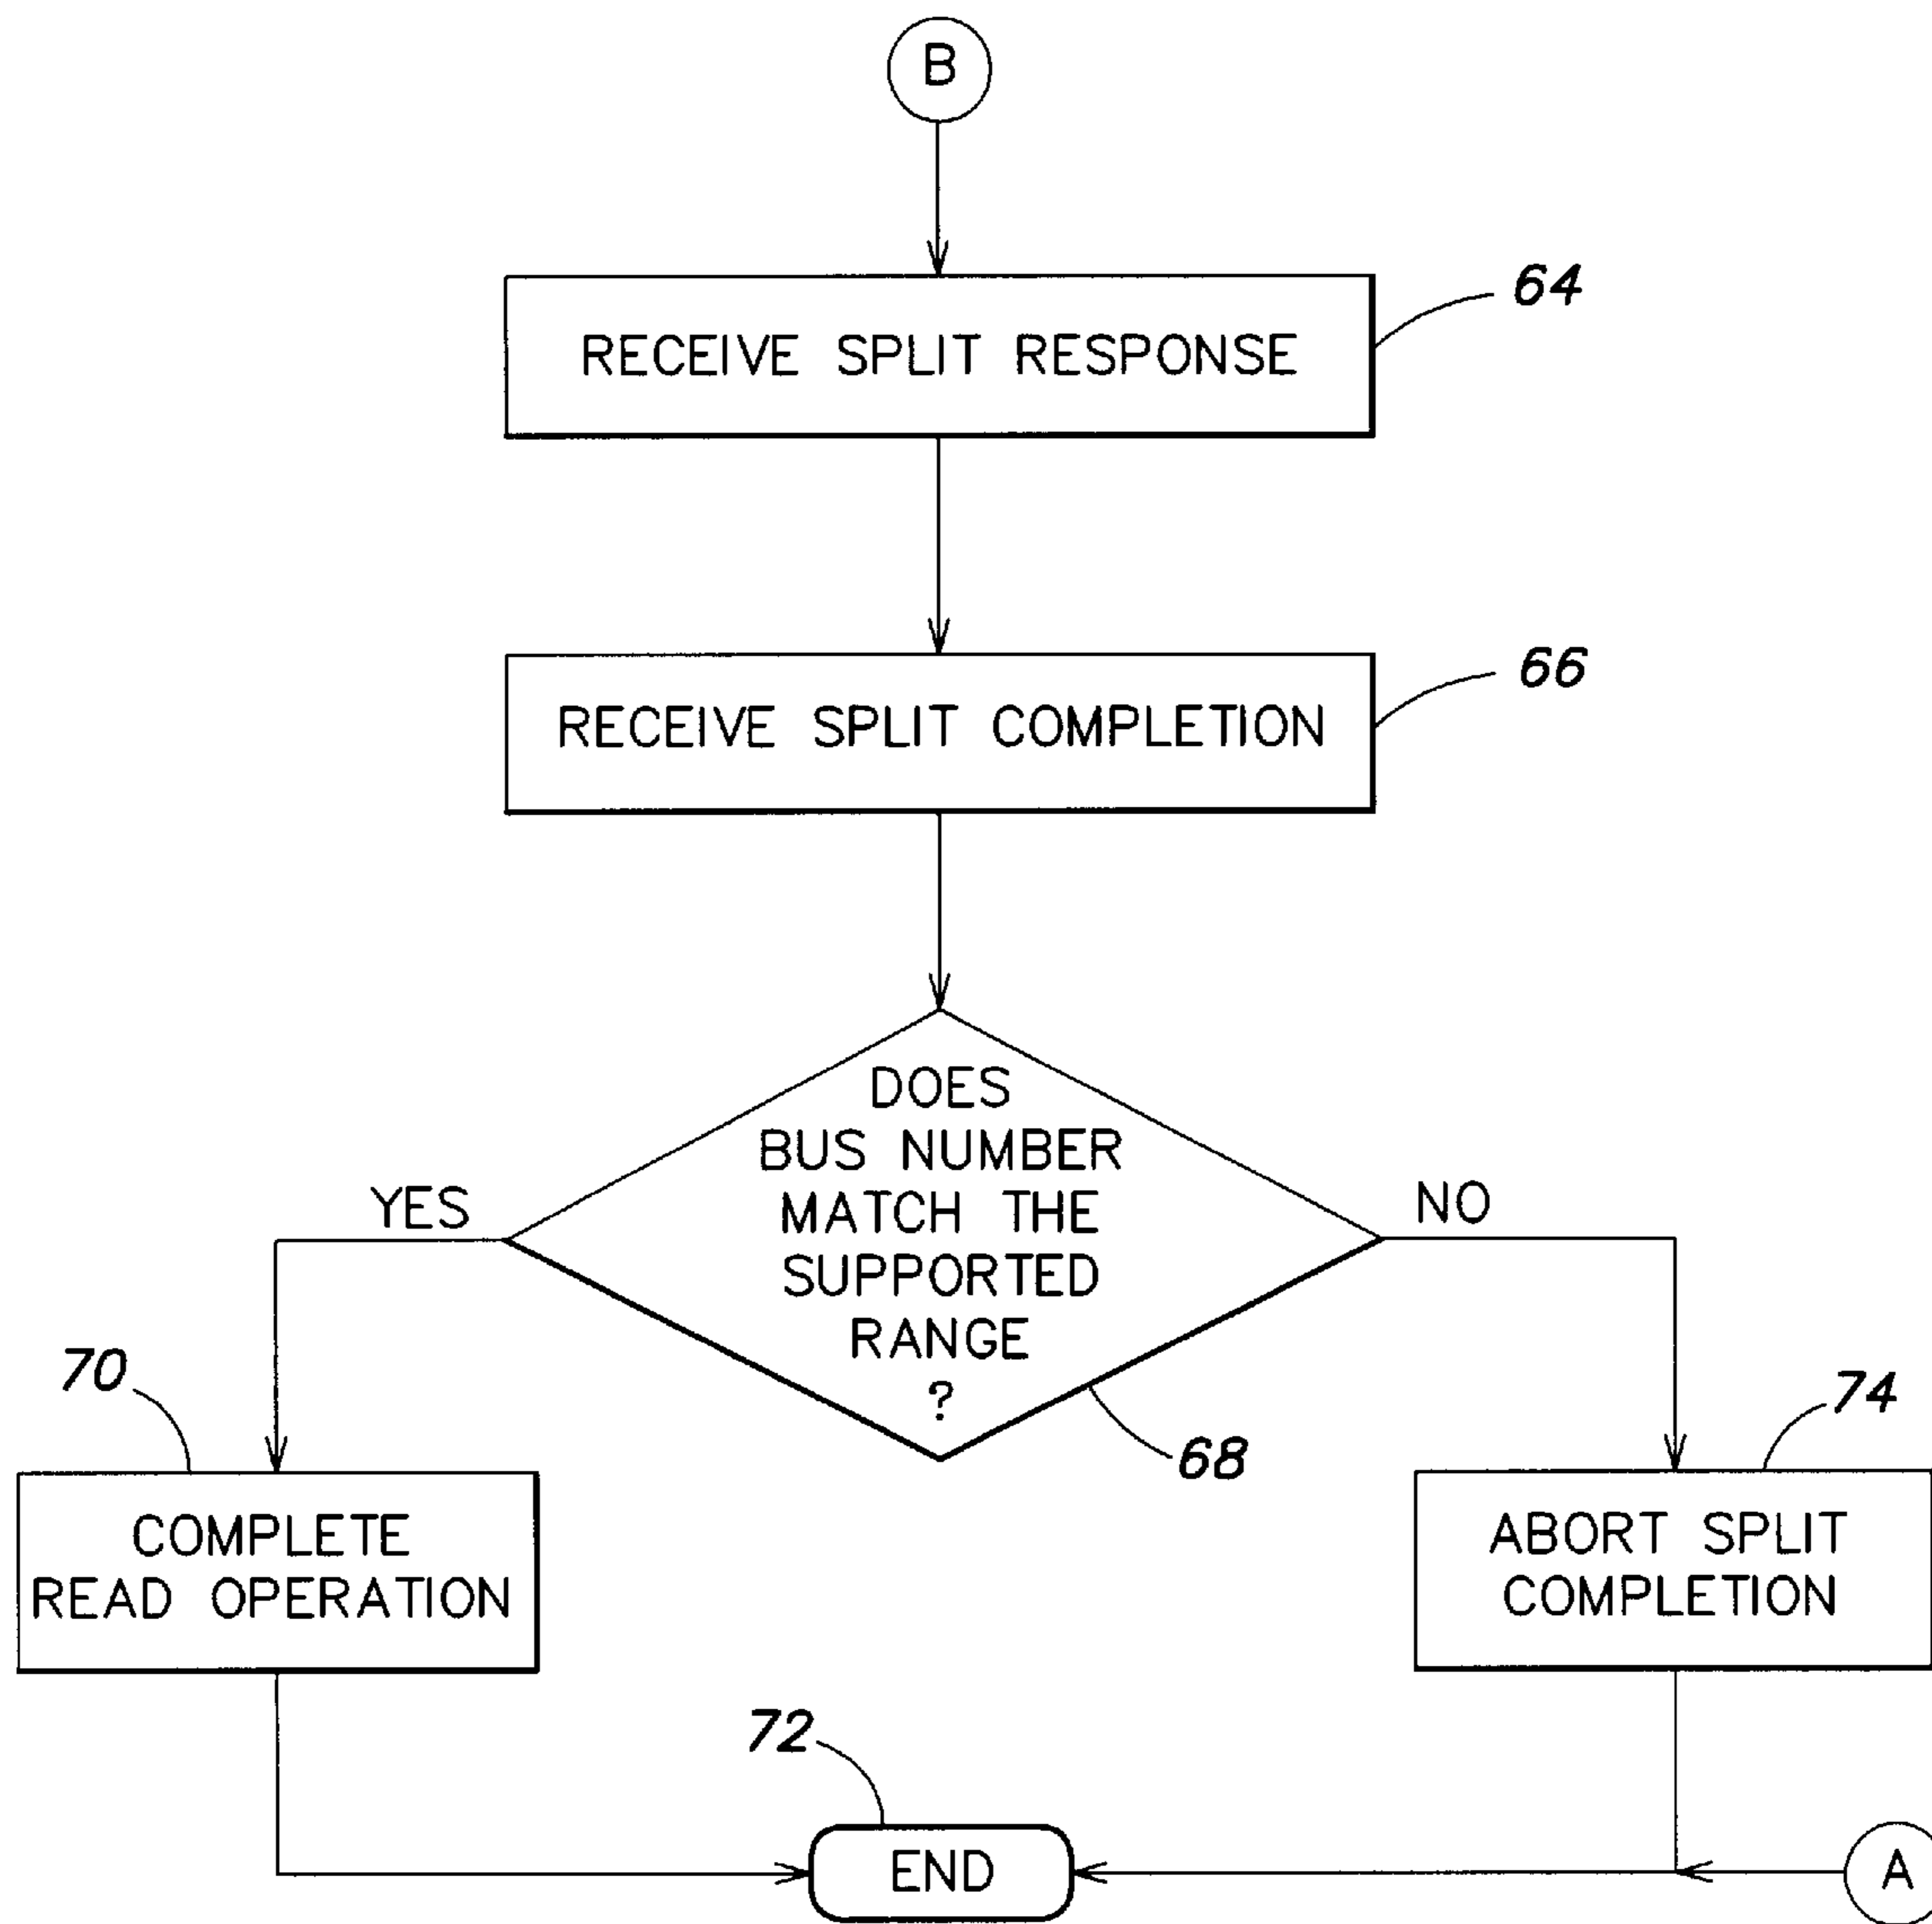 B
RECEIVE SPLIT RESPONSE
64
RECEIVE SPLIT COMPLETION
66
DOES
BUS NUMBER
MATCH THE
SUPPORTED
RANGE
?
YES
NO
68
70
COMPLETE
READ OPERATION
74
ABORT SPLIT
COMPLETION
72
END
A